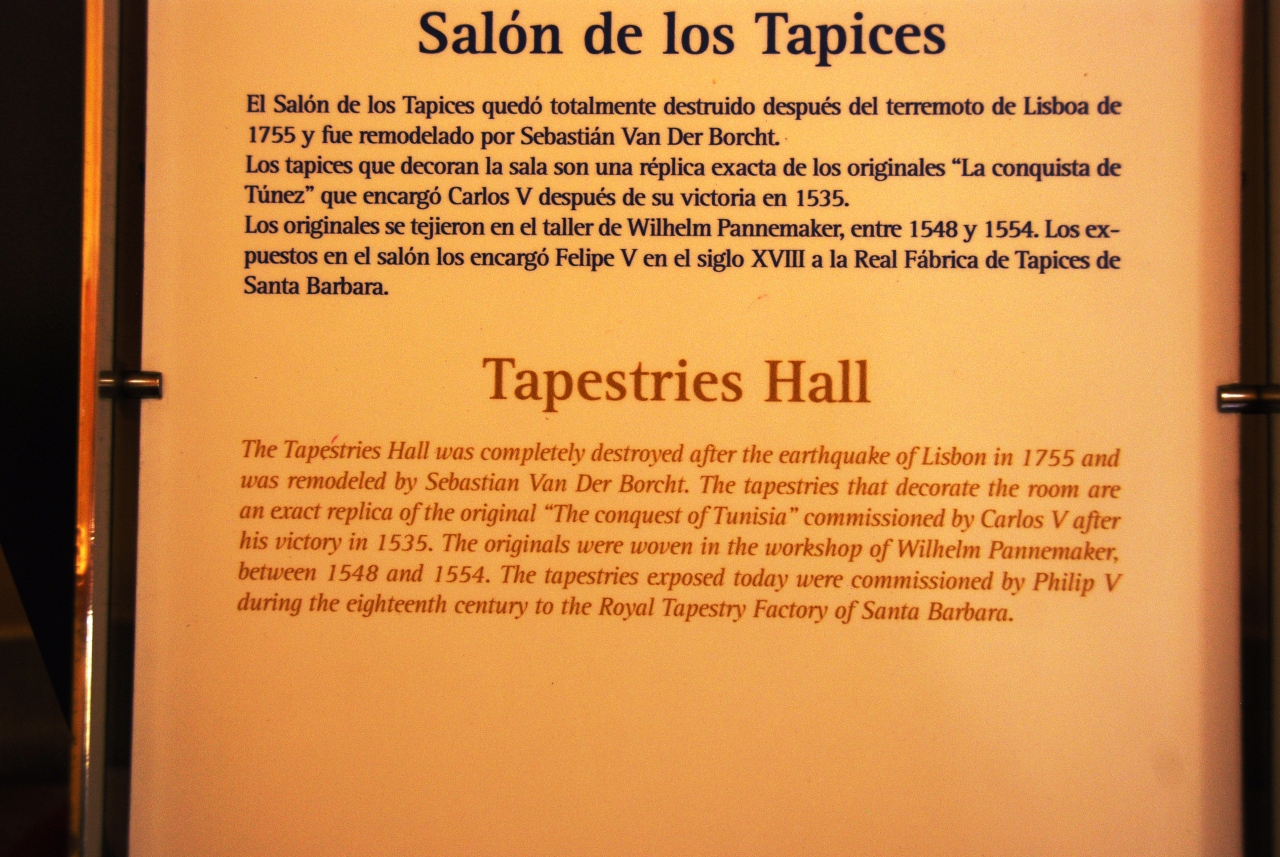 Salón de los Tapices
El Salón de los Tapices quedó totalmente destruido después del terremoto de Lisboa de
1755 y fue remodelado por Sebastián Van Der Borcht.
Los tapices que decoran la sala son una réplica exacta de los originales “La conquista de
Túnez” que encargó Carlos V después de su victoria en 1535.
Los originales se tejieron en el taller de Wilhelm Pannemaker, entre 1548 y 1554. Los ex-
puestos en el salón los encargó Felipe V en el siglo XVIII a la Real Fábrica de Tapices de
Santa Barbara.
Tapestries Hall
The Tapestries Hall was completely destroyed after the earthquake of Lisbon in 1755 and
was remodeled by Sebastian Van Der Borcht. The tapestries that decorate the room are
an exact replica of the original “The conquest of Tunisia” commissioned by Carlos V after
his victory in 1535. The originals were woven in the workshop of Wilhelm Pannemaker,
between 1548 and 1554. The tapestries exposed today were commissioned by Philip V
during the eighteenth century to the Royal Tapestry Factory of Santa Barbara.